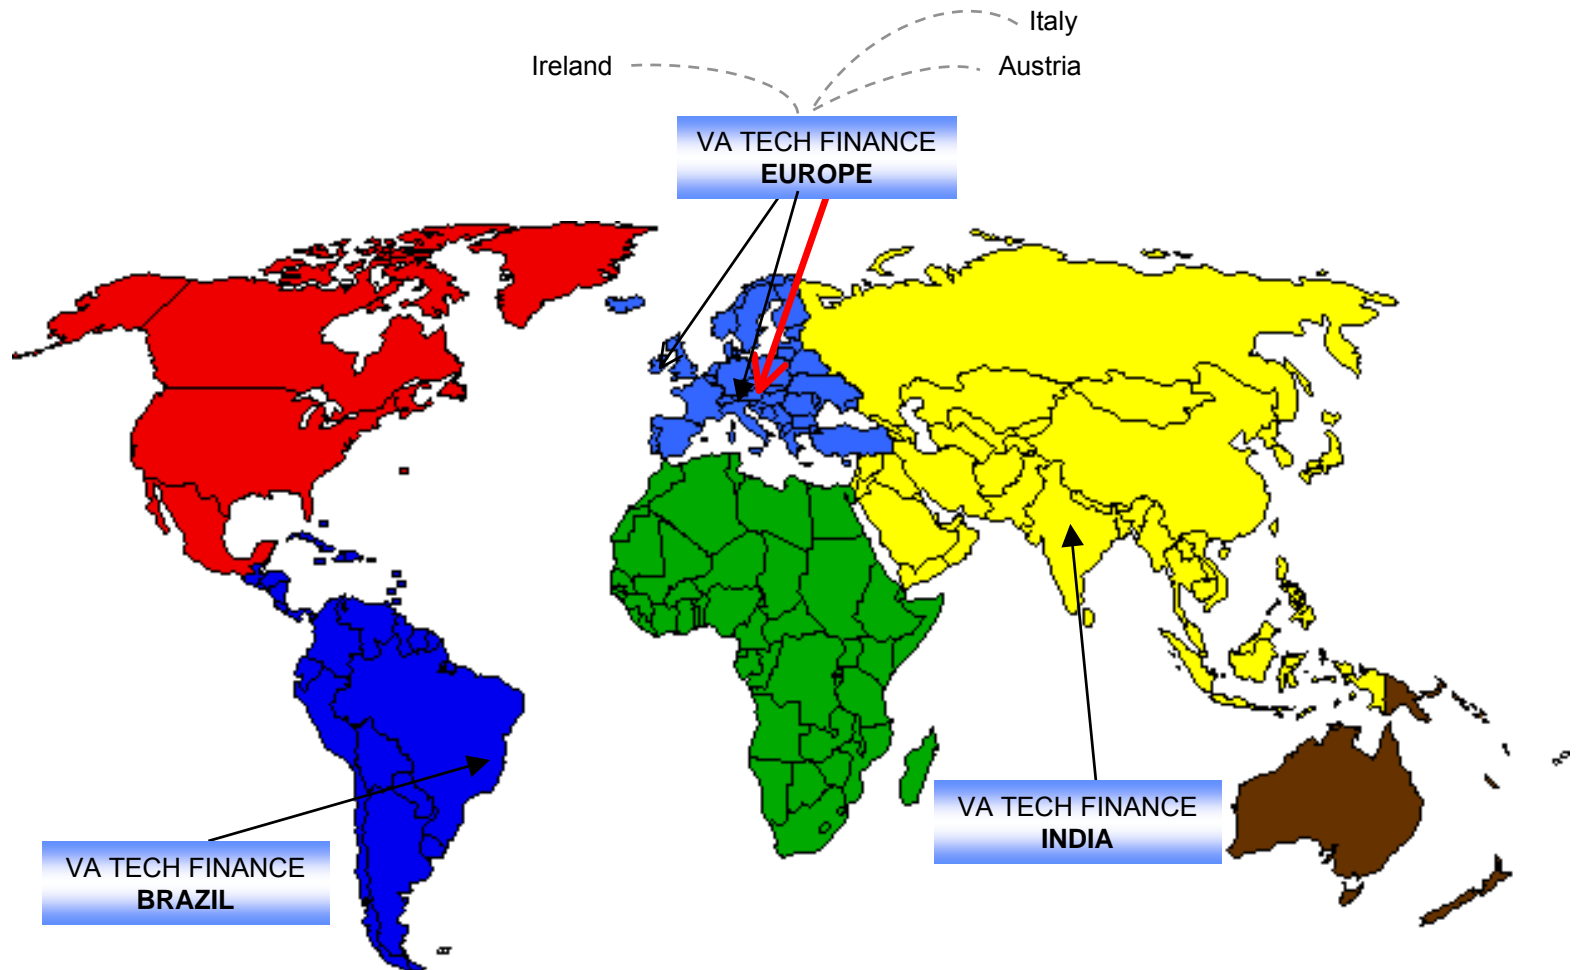 Italy
Ireland
Austria
VA TECH FINANCE
EUROPE
VA TECH FINANCE
INDIA
VA TECH FINANCE
BRAZIL